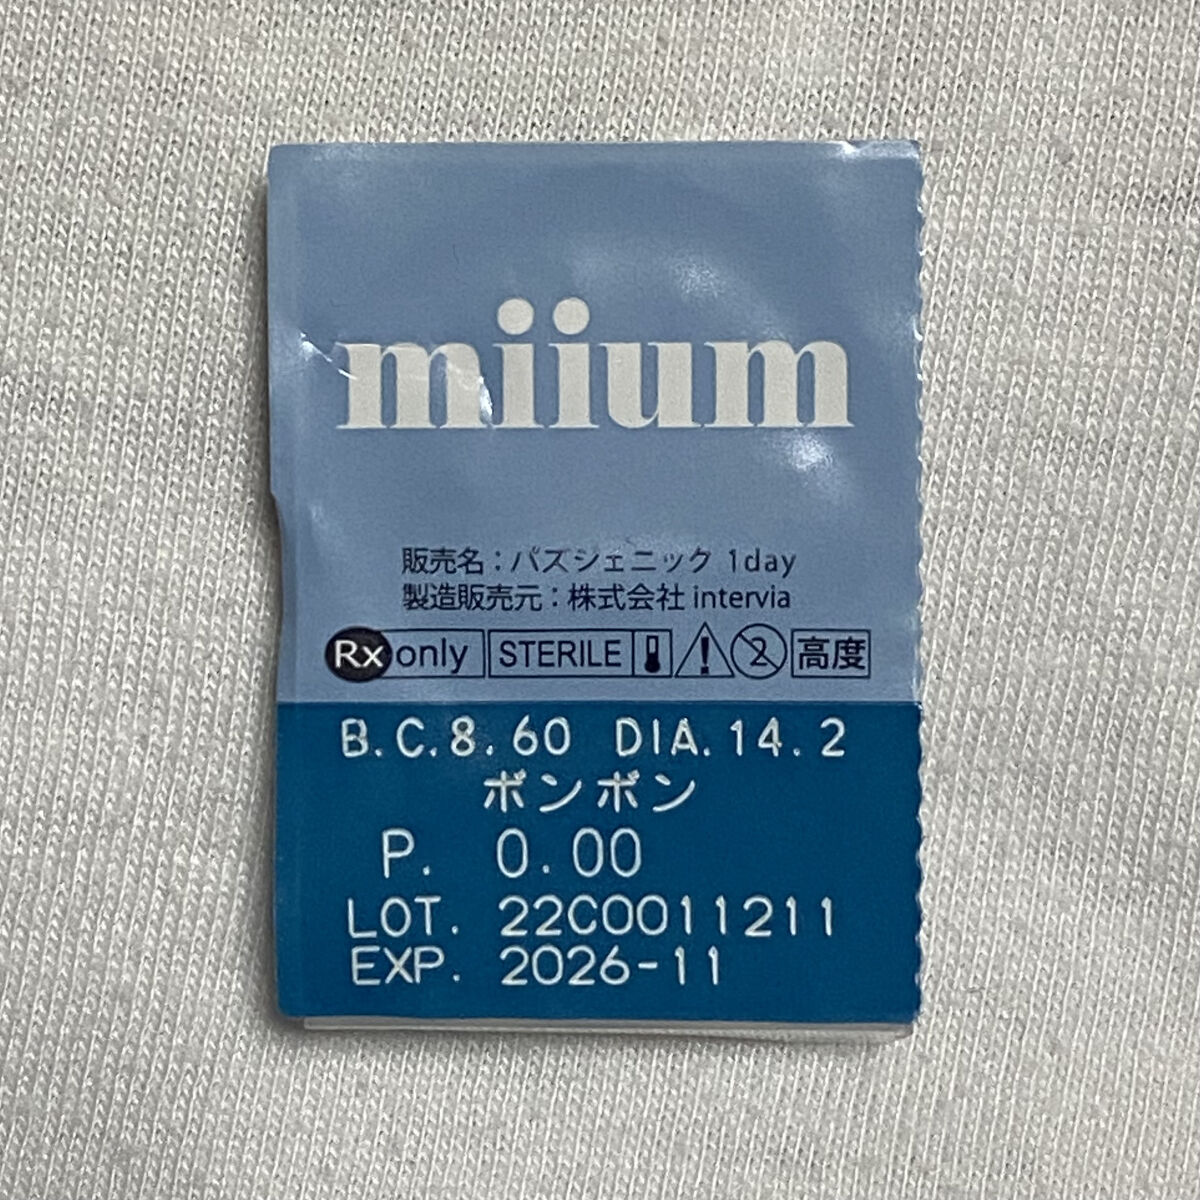 miium
販売名：パズジェニック 1day
製造販売元：株式会社 intervia
Rx only STERILE 2 高度
B.C.8.60 DIA.14.2
ボンボン
P. 0.00
LOT. 22C0011211
EXP. 2026-11